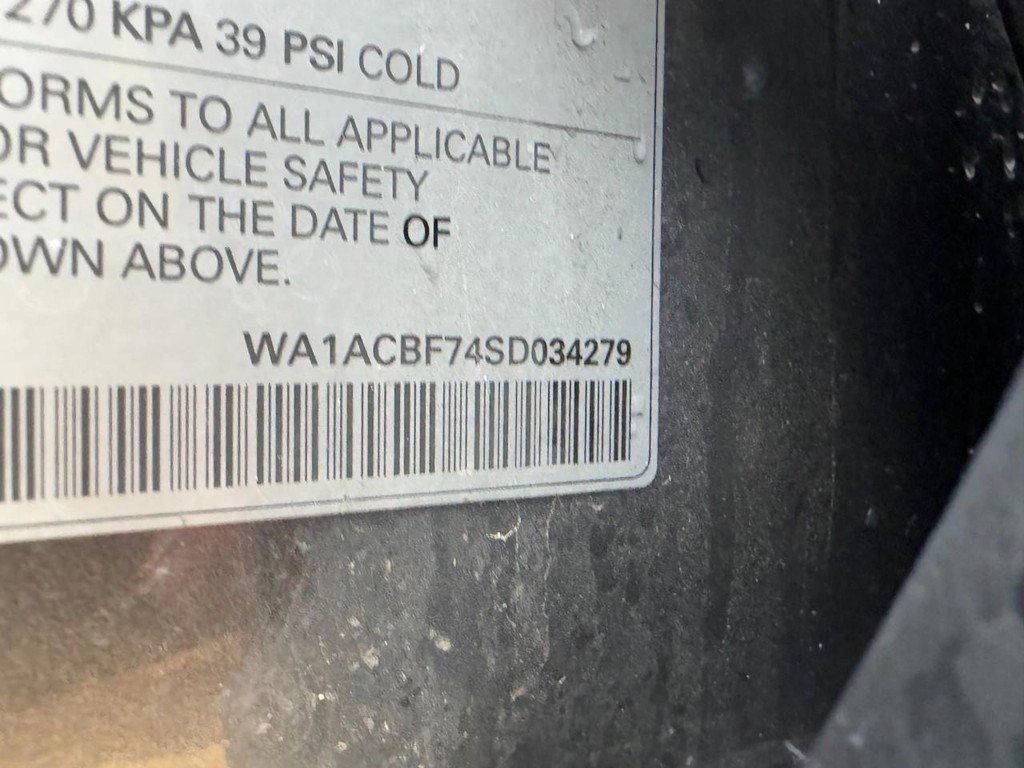 270 KPA 39 PSI COLD
ORMS TO ALL APPLICABLE
OR VEHICLE SAFETY
ECT ON THE DATE OF
OWN ABOVE.
WA1ACBF74SD034279